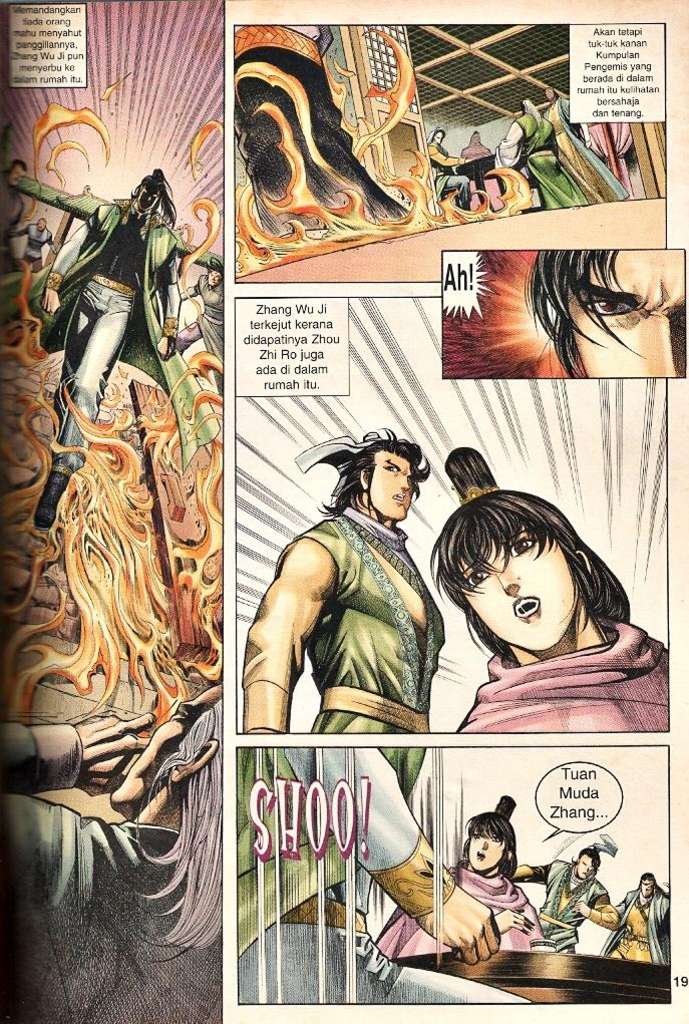 Memandangkan
tiada orang
mahu menyahut
panggillannya,
Zhang Wu Ji pun
menyerbu ke
dalam rumah itu.
Akan tetapi
tuk-tuk kanan
Kumpulan
Pengemis yang
berada di dalam
rumah itu kelihatan
bersahaja
dan tenang.
Ah!
Zhang Wu Ji
terkejut kerana
didapatinya Zhou
Zhi Ro juga
ada di dalam
rumah itu.
S'HOO!
Tuan
Muda
Zhang...
19